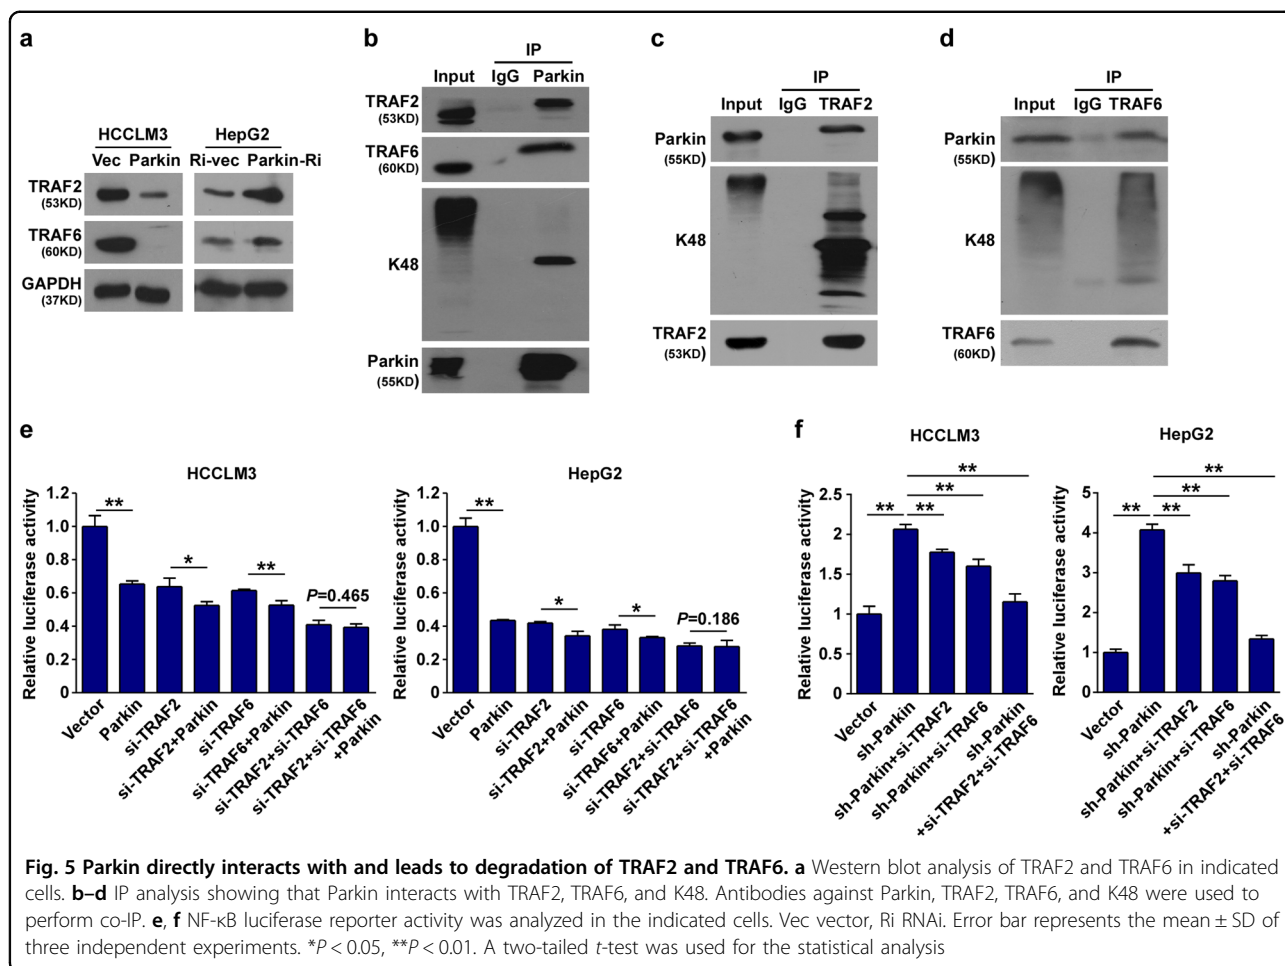 a
HCCLM3 HepG2
Vec Parkin Ri-vec Parkin-Ri
TRAF2
(53KD)
TRAF6
(60KD)
GAPDH
(37KD)
b
IP
Input IgG Parkin
TRAF2
(53KD)
TRAF6
(60KD)
K48
Parkin
(55KD)
c
IP
Input IgG TRAF2
Parkin
(55KD)
K48
TRAF2
(53KD)
d
IP
Input IgG TRAF6
Parkin
(55KD)
K48
TRAF6
(60KD)
e
HCCLM3
Relative luciferase activity
1.2
1.0
0.8
0.6
0.4
0.2
0
**
*
**
P=0.465
Vector
Parkin
si-TRAF2
si-TRAF2+Parkin
si-TRAF6
si-TRAF6+Parkin
si-TRAF2+si-TRAF6
si-TRAF2+si-TRAF6
+Parkin
HepG2
Relative luciferase activity
1.2
1.0
0.8
0.6
0.4
0.2
0
**
*
*
P=0.186
Vector
Parkin
si-TRAF2
si-TRAF2+Parkin
si-TRAF6
si-TRAF6+Parkin
si-TRAF2+si-TRAF6
si-TRAF2+si-TRAF6
+Parkin
f
HCCLM3
Relative luciferase activity
2.5
2
1.5
1
0.5
0
**
**
** **
Vector
sh-Parkin
sh-Parkin+si-TRAF2
sh-Parkin+si-TRAF6
sh-Parkin
+si-TRAF2+si-TRAF6
HepG2
Relative luciferase activity
5
4
3
2
1
0
**
**
** **
Vector
sh-Parkin
sh-Parkin+si-TRAF2
sh-Parkin+si-TRAF6
sh-Parkin
+si-TRAF2+si-TRAF6
Fig. 5 Parkin directly interacts with and leads to degradation of TRAF2 and TRAF6. a Western blot analysis of TRAF2 and TRAF6 in indicated
cells. b–d IP analysis showing that Parkin interacts with TRAF2, TRAF6, and K48. Antibodies against Parkin, TRAF2, TRAF6, and K48 were used to
perform co-IP. e, f NF-κB luciferase reporter activity was analyzed in the indicated cells. Vec vector, Ri RNAi. Error bar represents the mean ± SD of
three independent experiments. *P < 0.05, **P < 0.01. A two-tailed t-test was used for the statistical analysis